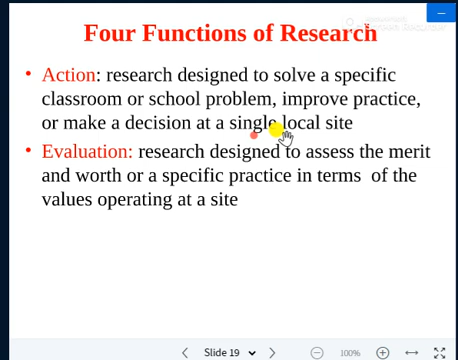 Four Functions of Research
• Action: research designed to solve a specific
classroom or school problem, improve practice,
or make a decision at a single local site
• Evaluation: research designed to assess the merit
and worth or a specific practice in terms of the
values operating at a site
Slide 19
100%